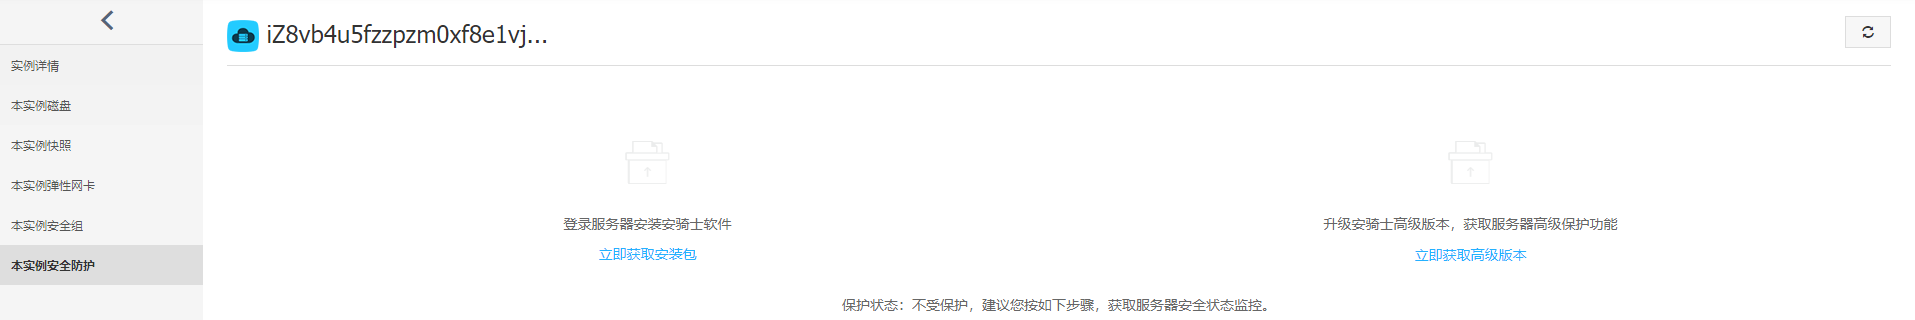 iZ8vb4u5fzzpzm0xf8e1vj...
实例详情
本实例磁盘
本实例快照
本实例弹性网卡
本实例安全组
本实例安全防护
登录服务器安装安骑士软件
立即获取安装包
升级安骑士高级版本，获取服务器高级保护功能
立即获取高级版本
保护状态：不受保护，建议您按如下步骤，获取服务器安全状态监控。